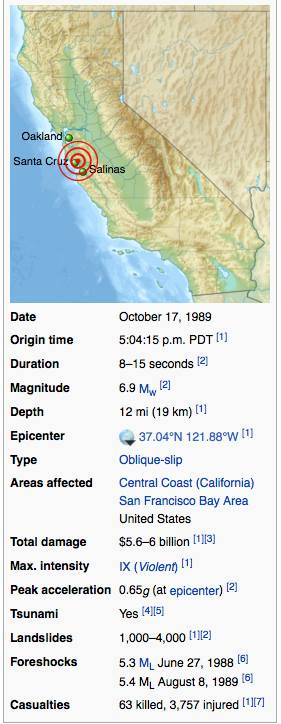 Oakland
Santa Cruz
Salinas
Date October 17, 1989
Origin time 5:04:15 p.m. PDT [1]
Duration 8–15 seconds [2]
Magnitude 6.9 Mw [2]
Depth 12 mi (19 km) [1]
Epicenter 37.04°N 121.88°W [1]
Type Oblique-slip
Areas affected Central Coast (California)
San Francisco Bay Area
United States
Total damage $5.6–6 billion [1][3]
Max. intensity IX (Violent) [1]
Peak acceleration 0.65g (at epicenter) [2]
Tsunami Yes [4][5]
Landslides 1,000–4,000 [1][2]
Foreshocks 5.3 ML June 27, 1988 [6]
5.4 ML August 8, 1989 [6]
Casualties 63 killed, 3,757 injured [1][7]